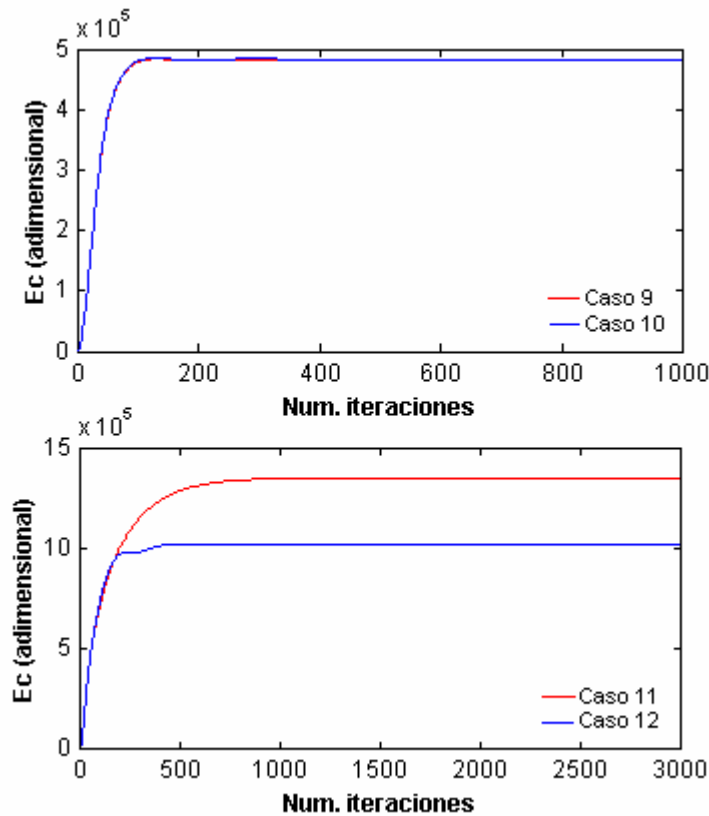 x 10^5
5
4
3
2
1
0
Ec (adimensional)
Caso 9
Caso 10
0 200 400 600 800 1000
Num. iteraciones
x 10^5
15
10
5
0
Ec (adimensional)
Caso 11
Caso 12
0 500 1000 1500 2000 2500 3000
Num. iteraciones